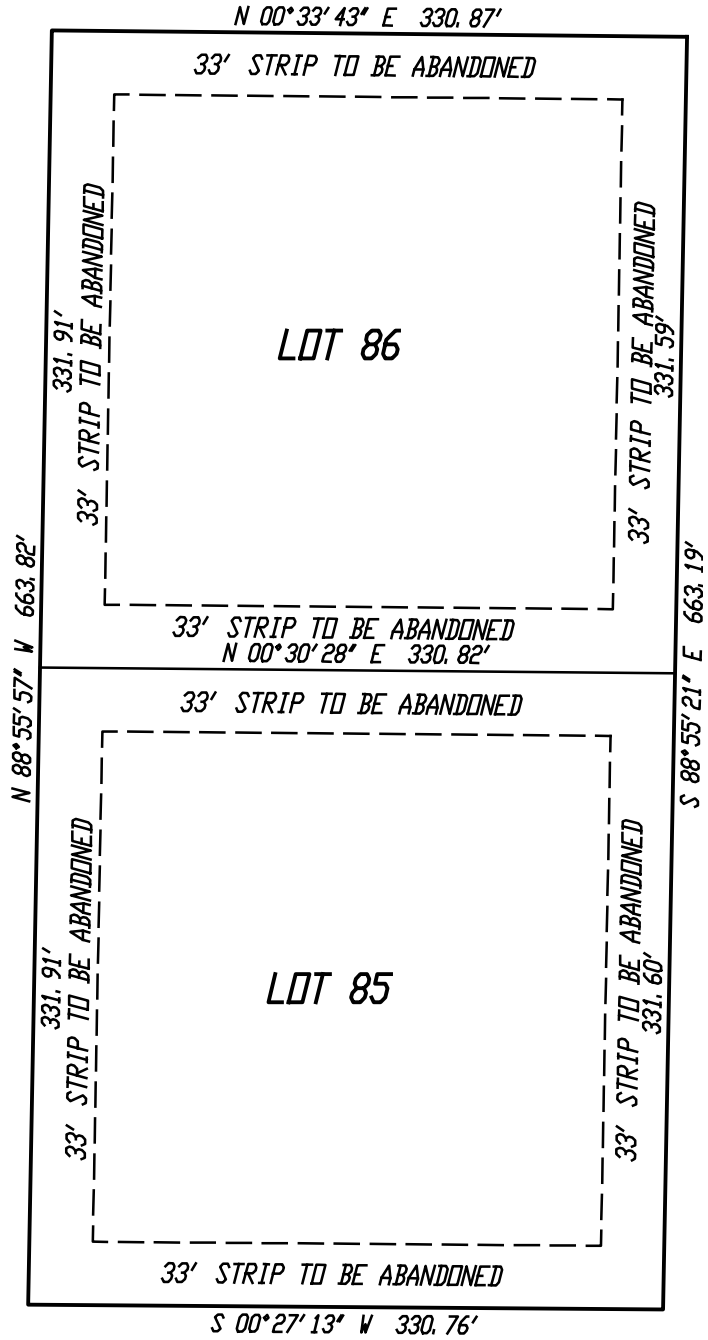 N 00°33'43" E 330.87'
33' STRIP TO BE ABANDONED
33' STRIP TO BE ABANDONED
331.91'
LOT 86
33' STRIP TO BE ABANDONED
331.59'
N 88°55'57" W 663.82'
S 88°55'21" E 663.19'
33' STRIP TO BE ABANDONED
N 00°30'28" E 330.82'
33' STRIP TO BE ABANDONED
33' STRIP TO BE ABANDONED
331.91'
LOT 85
33' STRIP TO BE ABANDONED
331.60'
33' STRIP TO BE ABANDONED
S 00°27'13" W 330.76'